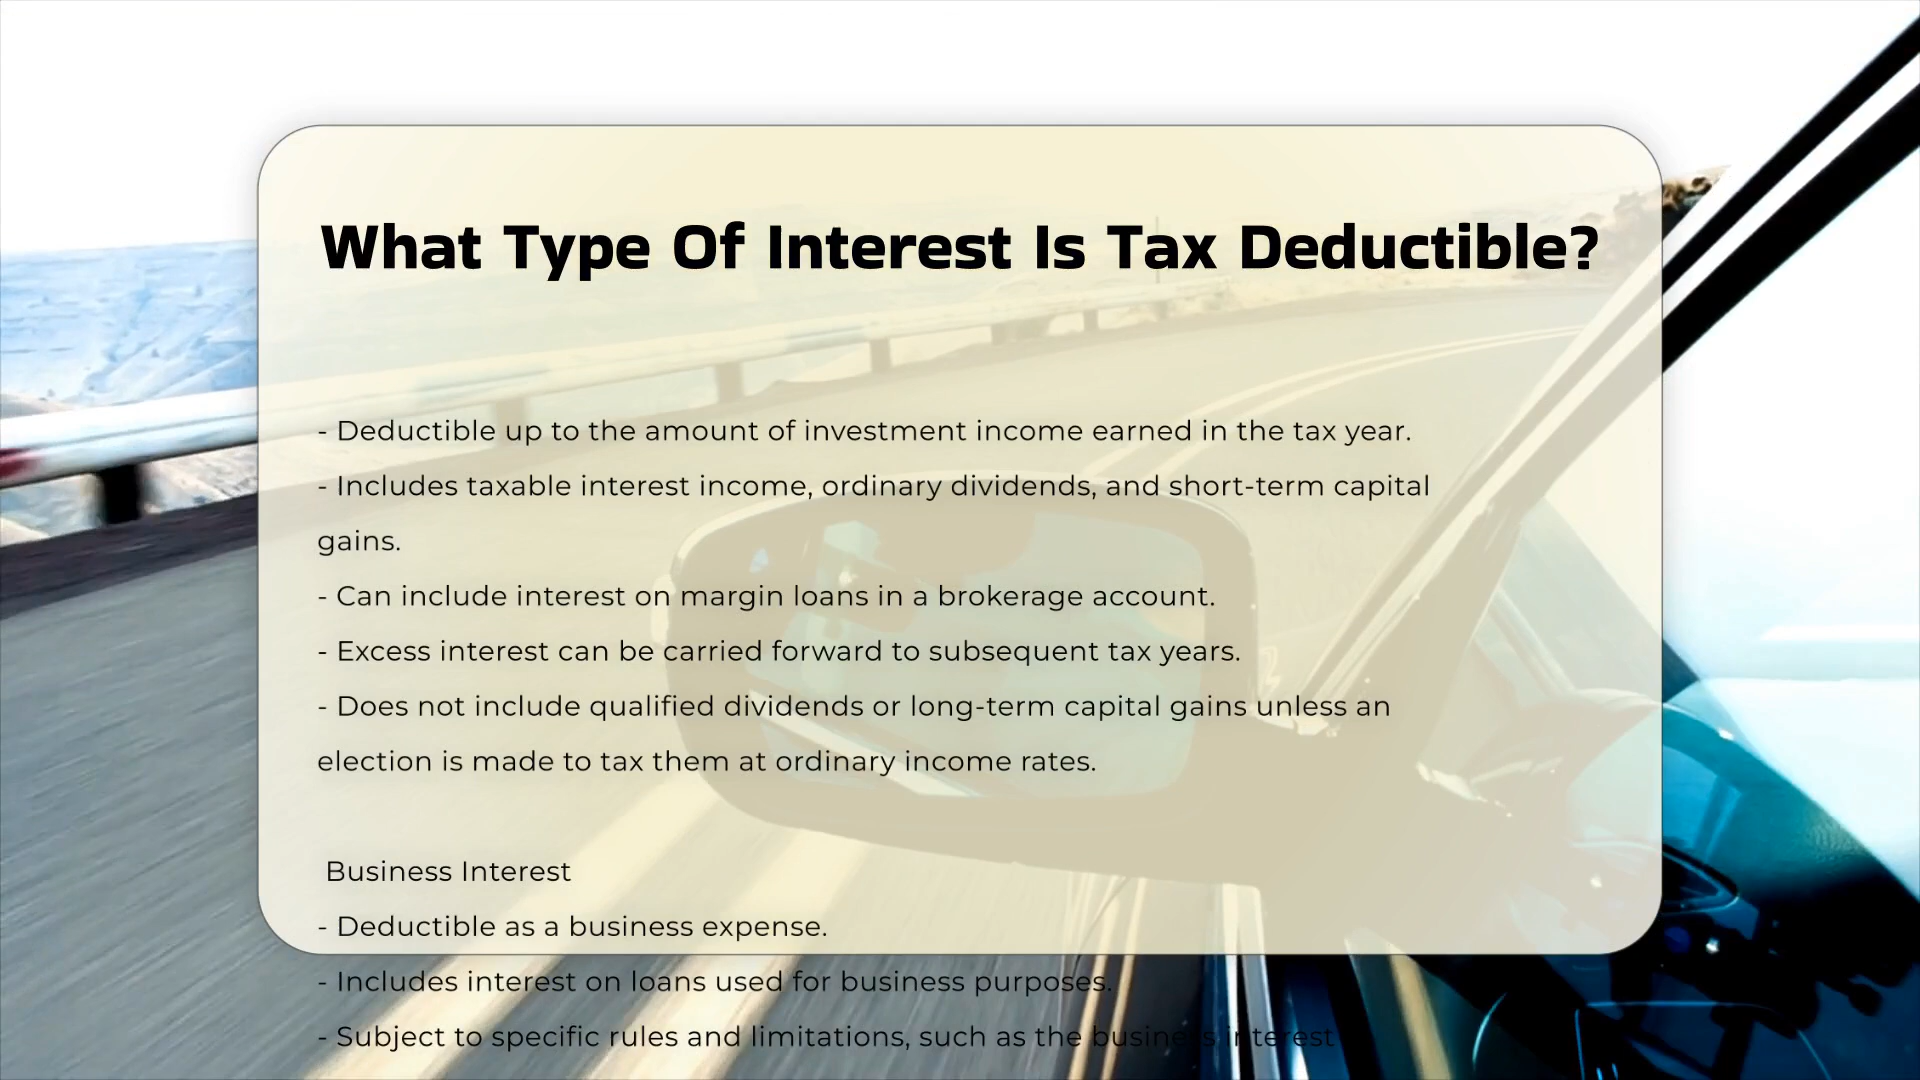 What Type Of Interest Is Tax Deductible?
- Deductible up to the amount of investment income earned in the tax year.
- Includes taxable interest income, ordinary dividends, and short-term capital
gains.
- Can include interest on margin loans in a brokerage account.
- Excess interest can be carried forward to subsequent tax years.
- Does not include qualified dividends or long-term capital gains unless an
election is made to tax them at ordinary income rates.
Business Interest
- Deductible as a business expense.
- Includes interest on loans used for business purposes.
- Subject to specific rules and limitations, such as the business interest